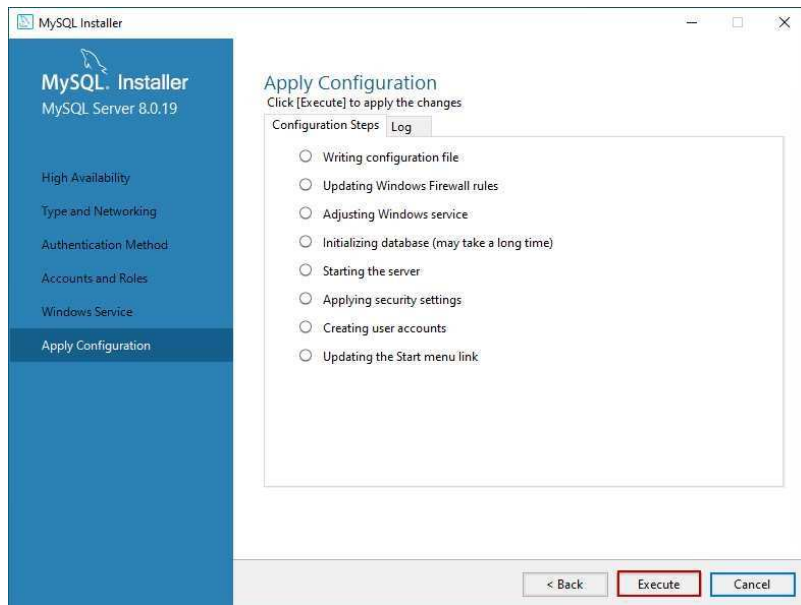 MySQL Installer
MySQL. Installer
MySQL Server 8.0.19
High Availability
Type and Networking
Authentication Method
Accounts and Roles
Windows Service
Apply Configuration
Apply Configuration
Click [Execute] to apply the changes
Configuration Steps Log
Writing configuration file
Updating Windows Firewall rules
Adjusting Windows service
Initializing database (may take a long time)
Starting the server
Applying security settings
Creating user accounts
Updating the Start menu link
< Back Execute Cancel